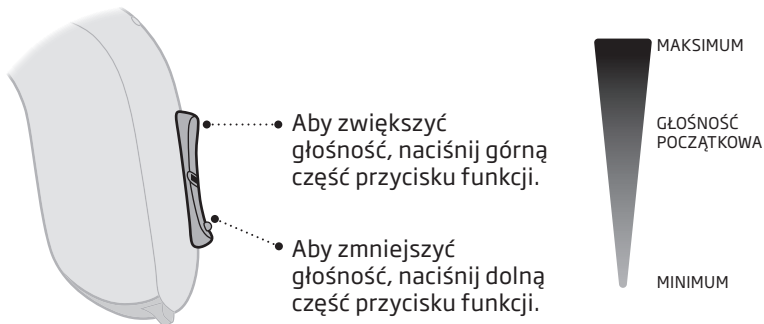 Aby zwiększyć
głośność, naciśnij górną
część przycisku funkcji.
Aby zmniejszyć
głośność, naciśnij dolną
część przycisku funkcji.
MAKSIMUM
GŁOŚNOŚĆ
POCZĄTKOWA
MINIMUM